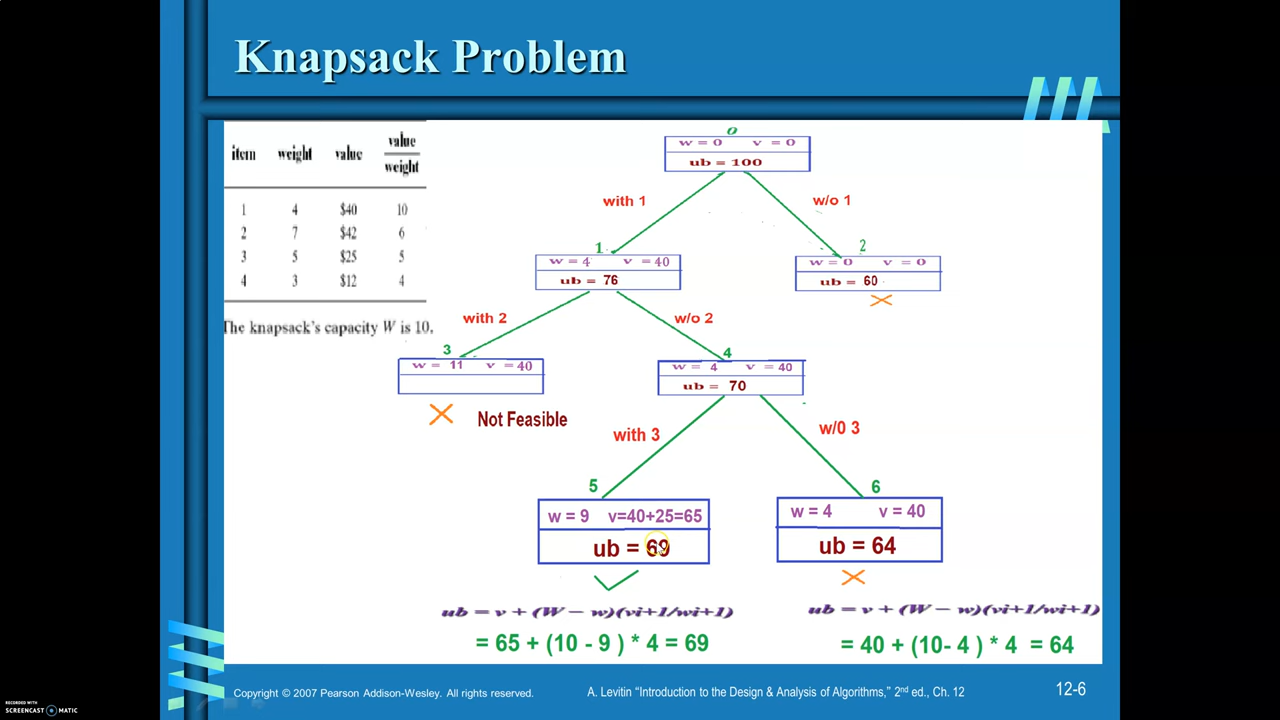 Knapsack Problem
item weight value value/weight
1 4 $40 10
2 7 $42 6
3 5 $25 5
4 3 $12 4
The knapsack's capacity W is 10.
0
w = 0 v = 0
ub = 100
with 1
w/o 1
1
w = 4 v = 40
ub = 76
2
w = 0 v = 0
ub = 60
with 2
w/o 2
3
w = 11 v = 40
Not Feasible
4
w = 4 v = 40
ub = 70
with 3
w/0 3
5
w = 9 v=40+25=65
ub = 69
6
w = 4 v = 40
ub = 64
ub = v + (W – w)(vi+1/wi+1)
= 65 + (10 - 9 ) * 4 = 69
ub = v + (W – w)(vi+1/wi+1)
= 40 + (10- 4 ) * 4 = 64
Copyright © 2007 Pearson Addison-Wesley. All rights reserved.
A. Levitin “Introduction to the Design & Analysis of Algorithms,” 2nd ed., Ch. 12
12-6
RECORDED WITH
SCREENCAST MATIC